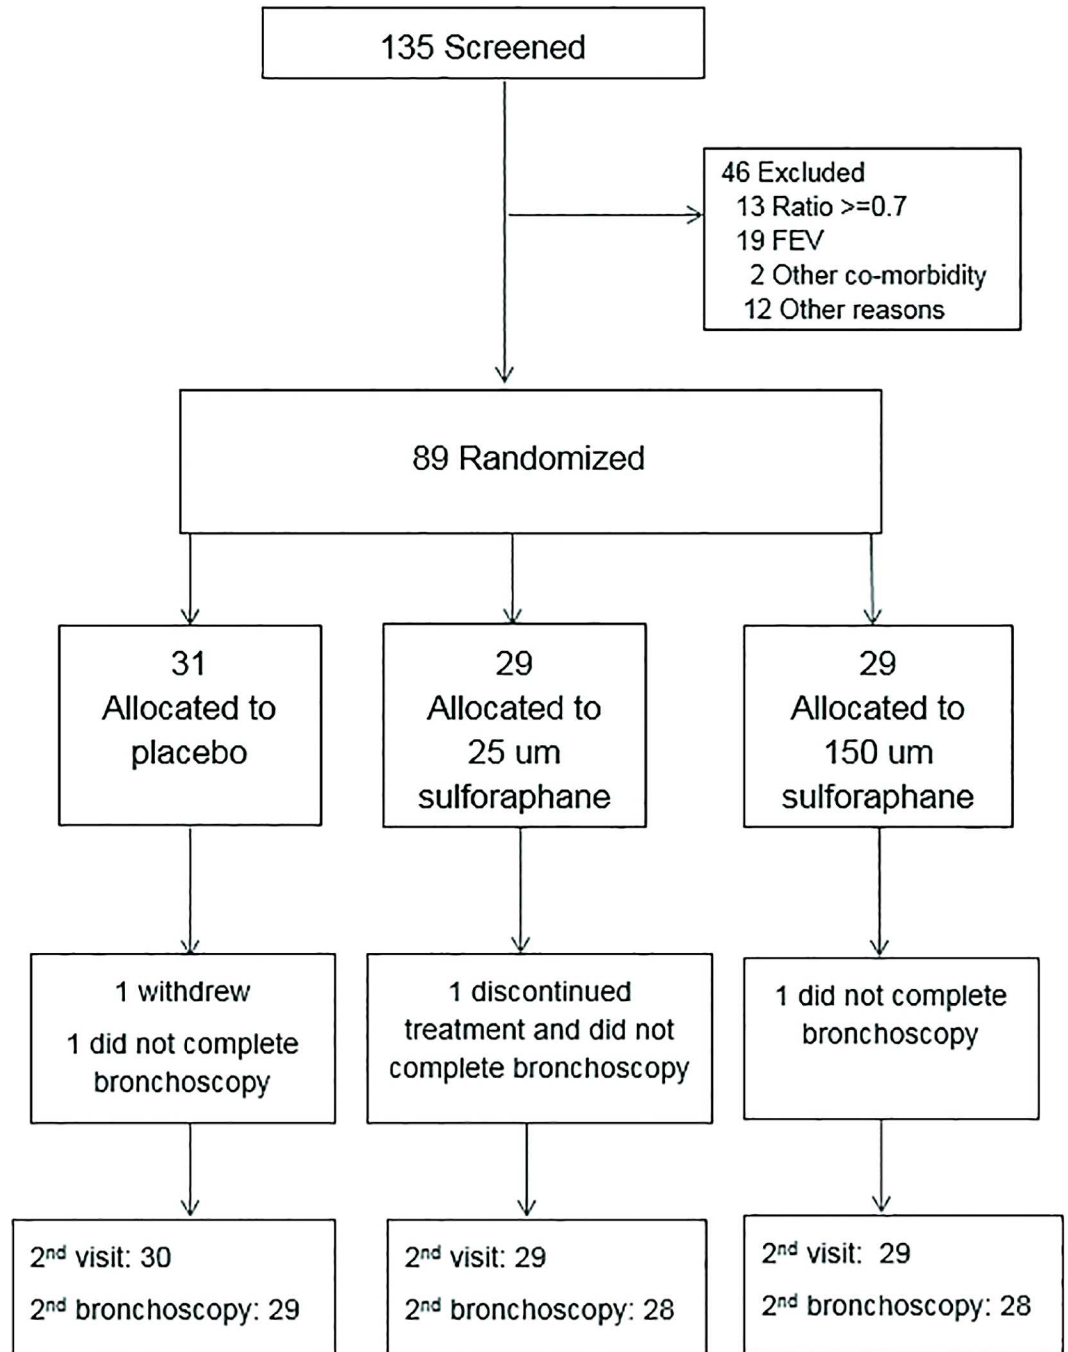 135 Screened
46 Excluded
13 Ratio >=0.7
19 FEV
2 Other co-morbidity
12 Other reasons
89 Randomized
31
Allocated to
placebo
29
Allocated to
25 um
sulforaphane
29
Allocated to
150 um
sulforaphane
1 withdrew
1 did not complete
bronchoscopy
1 discontinued
treatment and did not
complete bronchoscopy
1 did not complete
bronchoscopy
2nd visit: 30
2nd bronchoscopy: 29
2nd visit: 29
2nd bronchoscopy: 28
2nd visit: 29
2nd bronchoscopy: 28